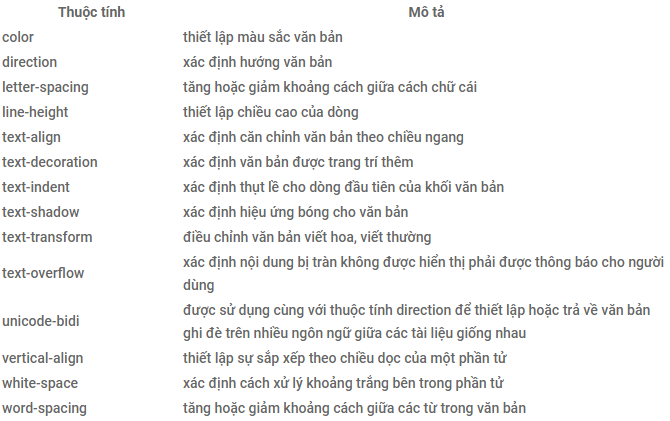 Thuộc tính Mô tả
color thiết lập màu sắc văn bản
direction xác định hướng văn bản
letter-spacing tăng hoặc giảm khoảng cách giữa cách chữ cái
line-height thiết lập chiều cao của dòng
text-align xác định căn chỉnh văn bản theo chiều ngang
text-decoration xác định văn bản được trang trí thêm
text-indent xác định thụt lề cho dòng đầu tiên của khối văn bản
text-shadow xác định hiệu ứng bóng cho văn bản
text-transform điều chỉnh văn bản viết hoa, viết thường
text-overflow xác định nội dung bị tràn không được hiển thị phải được thông báo cho người
dùng
unicode-bidi được sử dụng cùng với thuộc tính direction để thiết lập hoặc trả về văn bản
ghi đè trên nhiều ngôn ngữ giữa các tài liệu giống nhau
vertical-align thiết lập sự sắp xếp theo chiều dọc của một phần tử
white-space xác định cách xử lý khoảng trắng bên trong phần tử
word-spacing tăng hoặc giảm khoảng cách giữa các từ trong văn bản